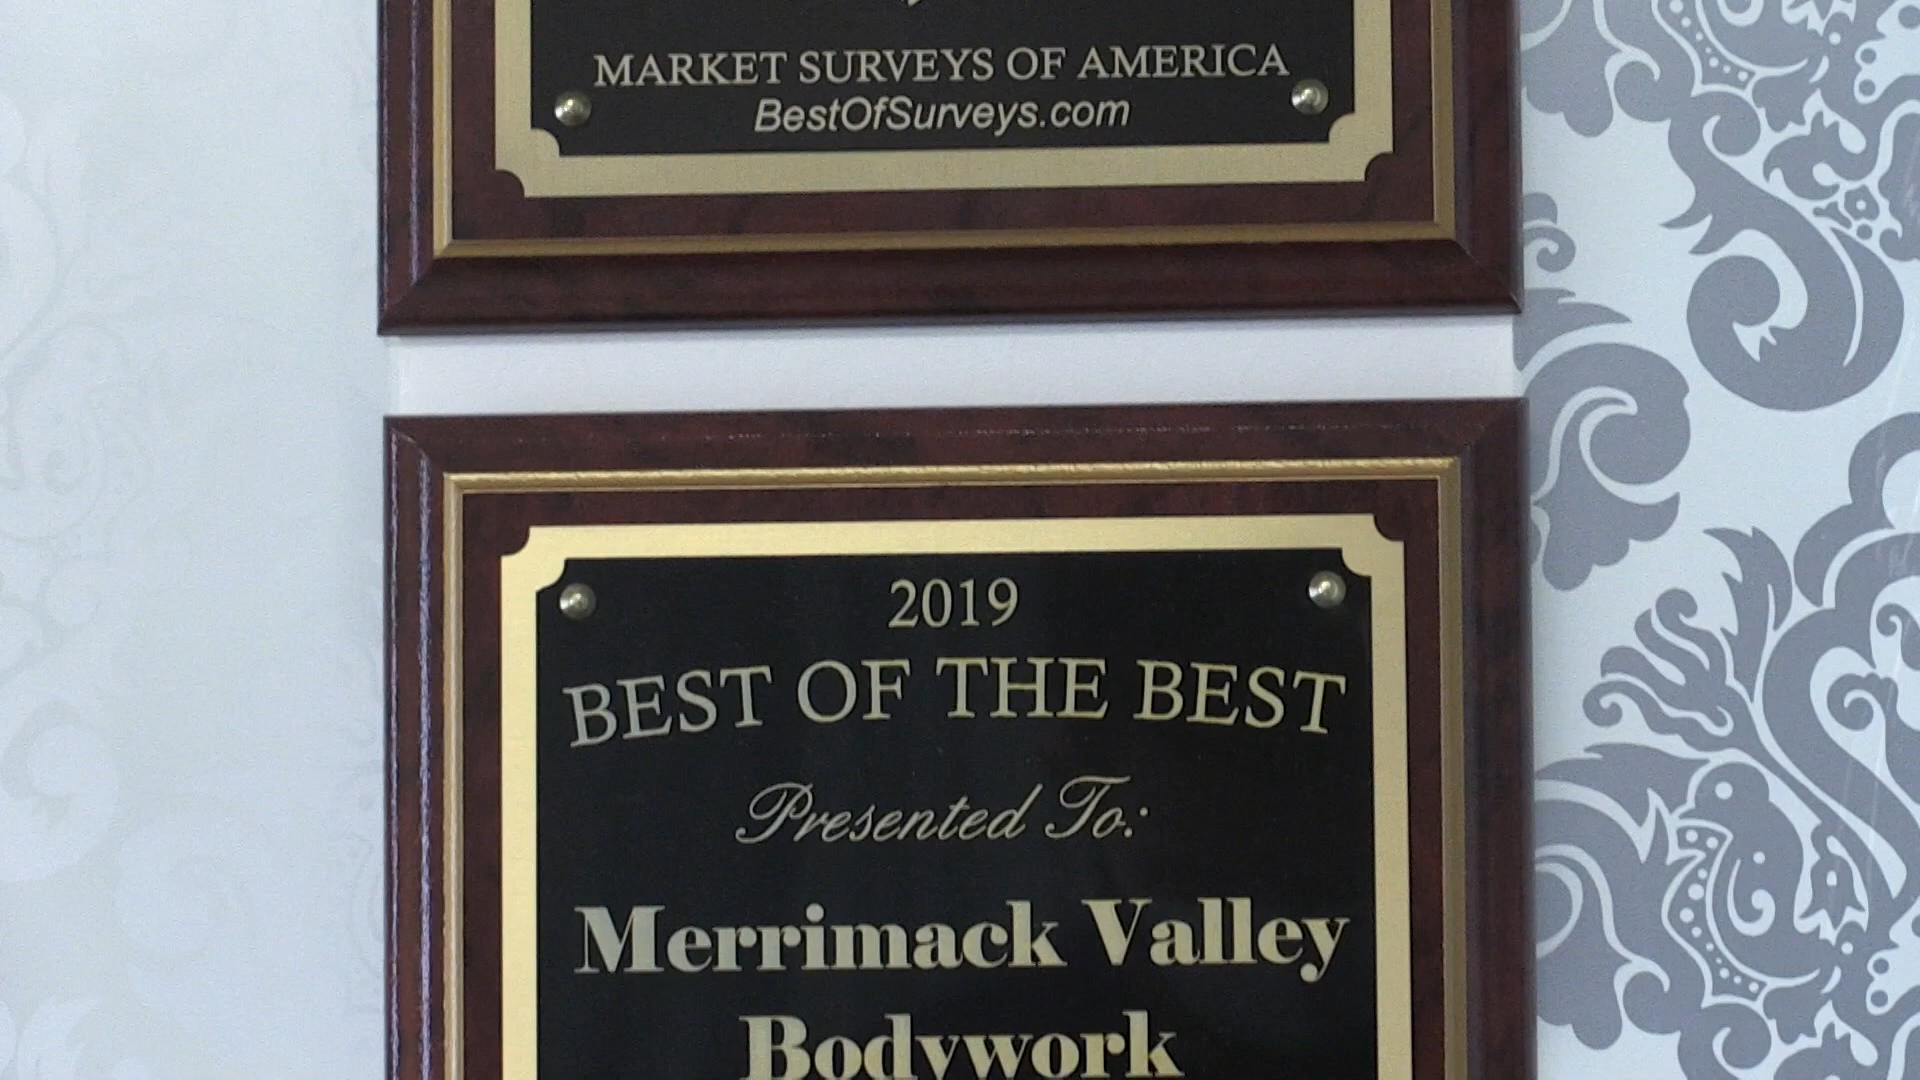 MARKET SURVEYS OF AMERICA
BestOfSurveys.com
2019
BEST OF THE BEST
Presented To:
Merrimack Valley
Bodywork